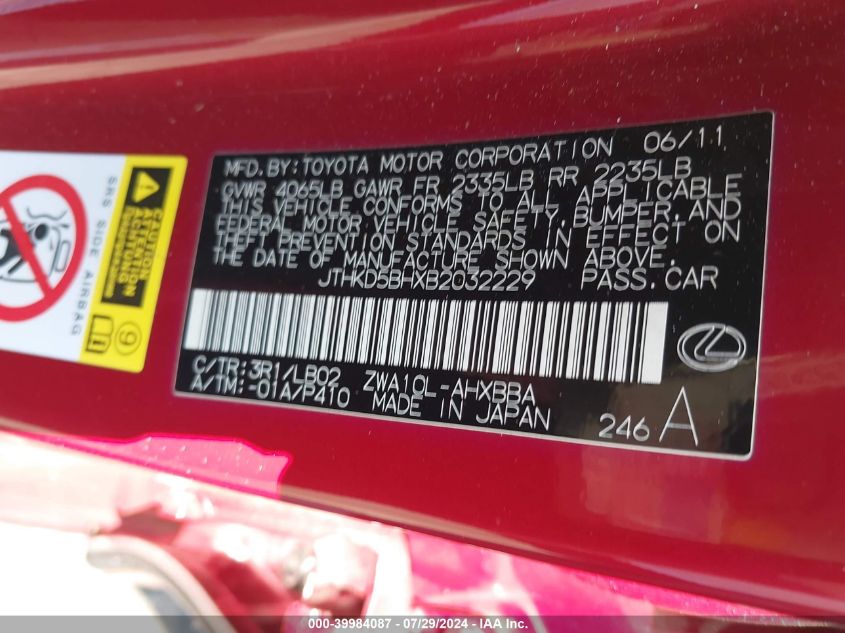 MFD.BY:TOYOTA MOTOR CORPORATION 06/11
GVWR 4065LB GAWR FR 2335LB RR 2235LB
THIS VEHICLE CONFORMS TO ALL APPLICABLE
FEDERAL MOTOR VEHICLE SAFETY,BUMPER,AND
THEFT PREVENTION STANDARDS IN EFFECT ON
THE DATE OF MANUFACTURE SHOWN ABOVE.
JTHKD5BHXB2032229 PASS.CAR
C/TR:3R1/LB02 ZWA10L-AHXBBA
A/TM:-01A/P410 MADE IN JAPAN
246 A
SRS SIDE AIRBAG
CAUTION
ATTENTION
9
000-39984087 / 07/29/2024 - IAA Inc.